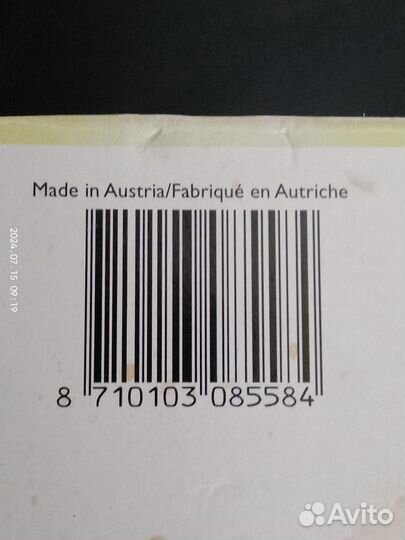 Made in Austria/Fabriqué en Autriche
2024.07.15 09:19
8 710103 085584
Avito